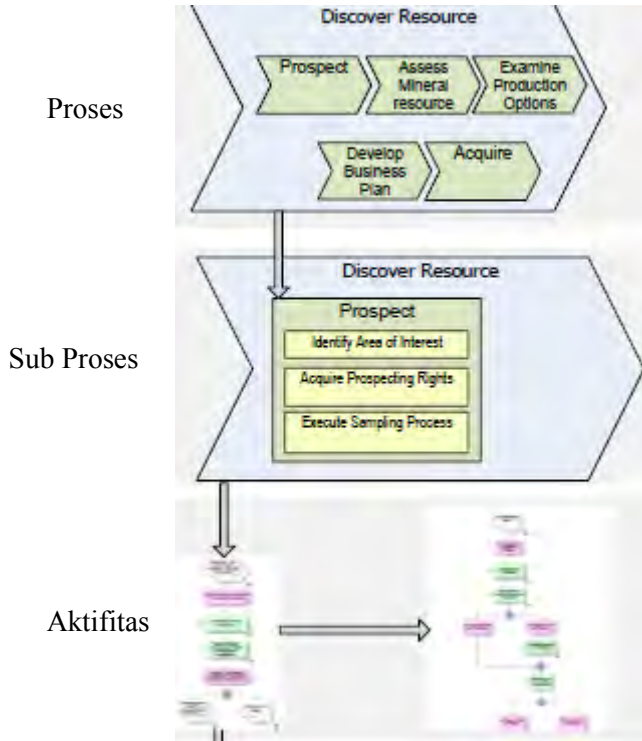 Discover Resource
Prospect
Assess
Mineral
resource
Examine
Production
Options
Proses
Develop
Business
Plan
Acquire
Discover Resource
Prospect
Sub Proses
Identify Area of Interest
Acquire Prospecting Rights
Execute Sampling Process
Aktifitas